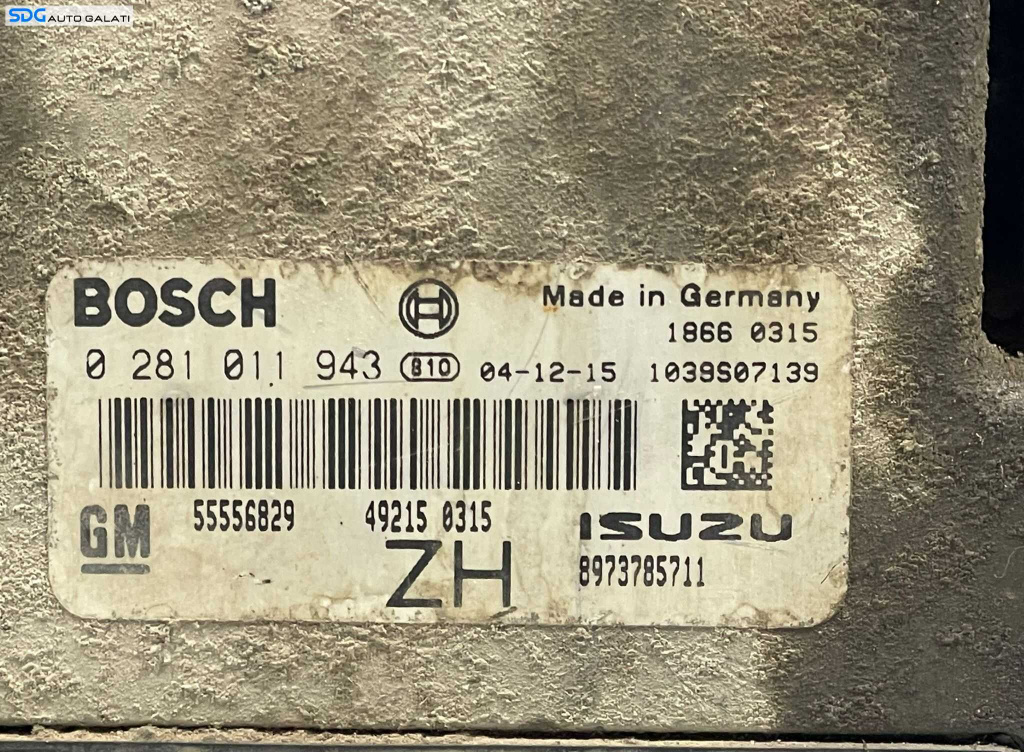 SDG AUTO GALATI
BOSCH
Made in Germany
1866 0315
0 281 011 943 810 04-12-15 1039S07139
GM 55556829 49215 0315 ISUZU
ZH 8973785711